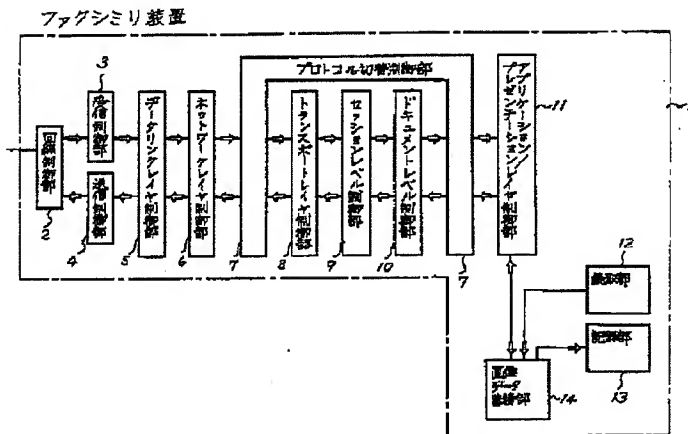 ファクシミリ装置
プロトコル切替制御部
回線制御部
2
3
受信制御部
送信制御部
4
データリンクレイヤ制御部
5
ネットワークレイヤ制御部
6
7
トランスポートレイヤ制御部
8
セッションレベル制御部
9
ドキュメントレベル制御部
10
7
アプリケーション/
プレゼンテーションレイヤ
制御部
11
12
読取部
記録部
13
画像
データ
蓄積部
14